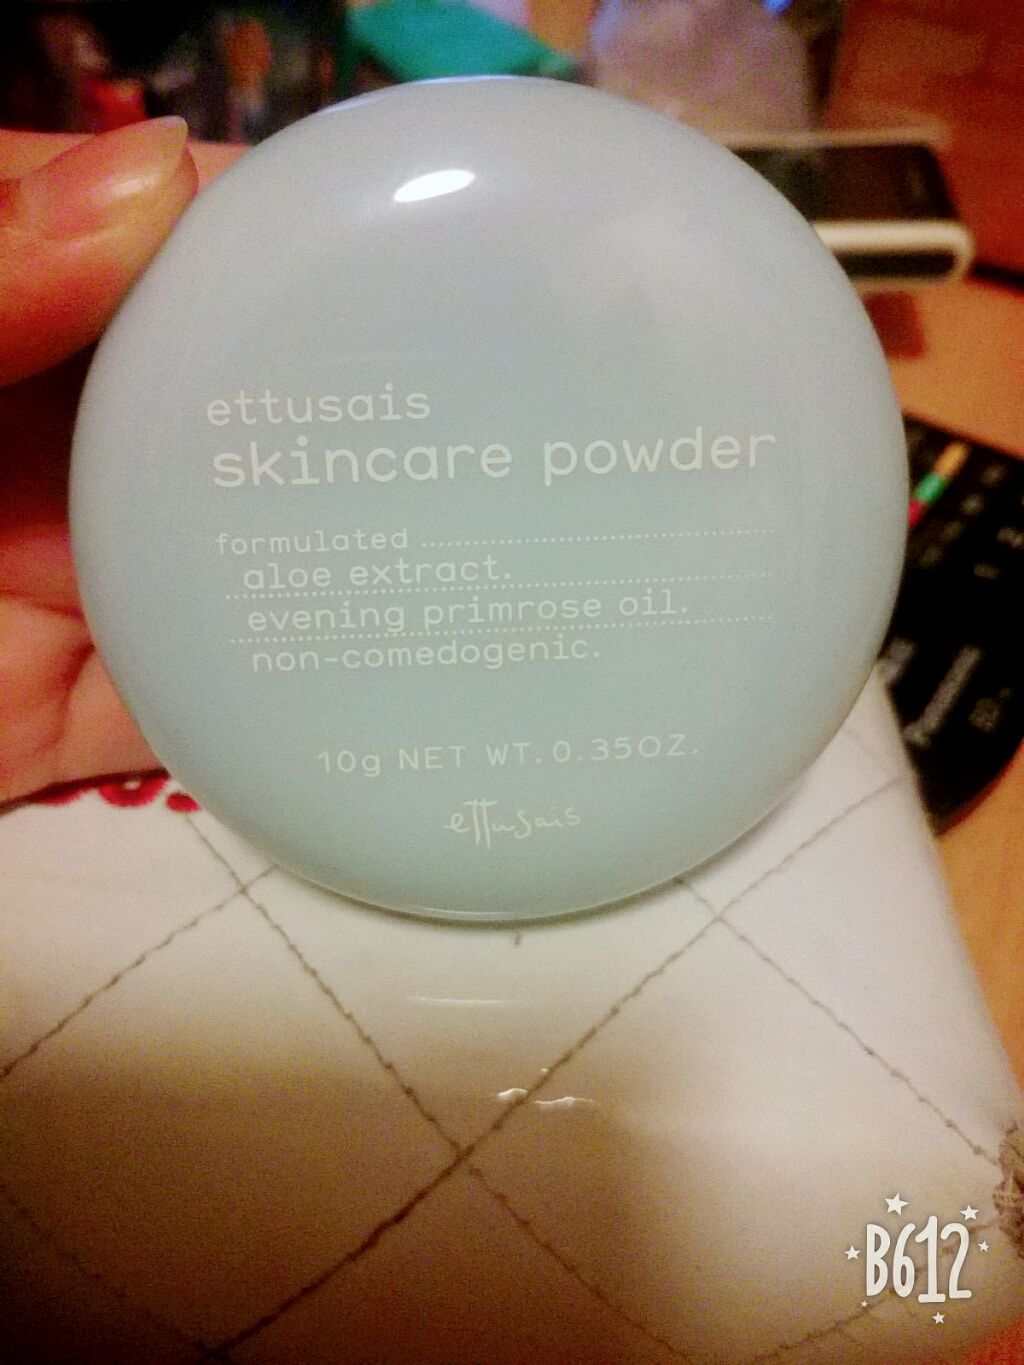 ettusais
skincare powder
formulated
aloe extract.
evening primrose oil.
non-comedogenic.
10g NET WT.0.35OZ.
ettusais
B612